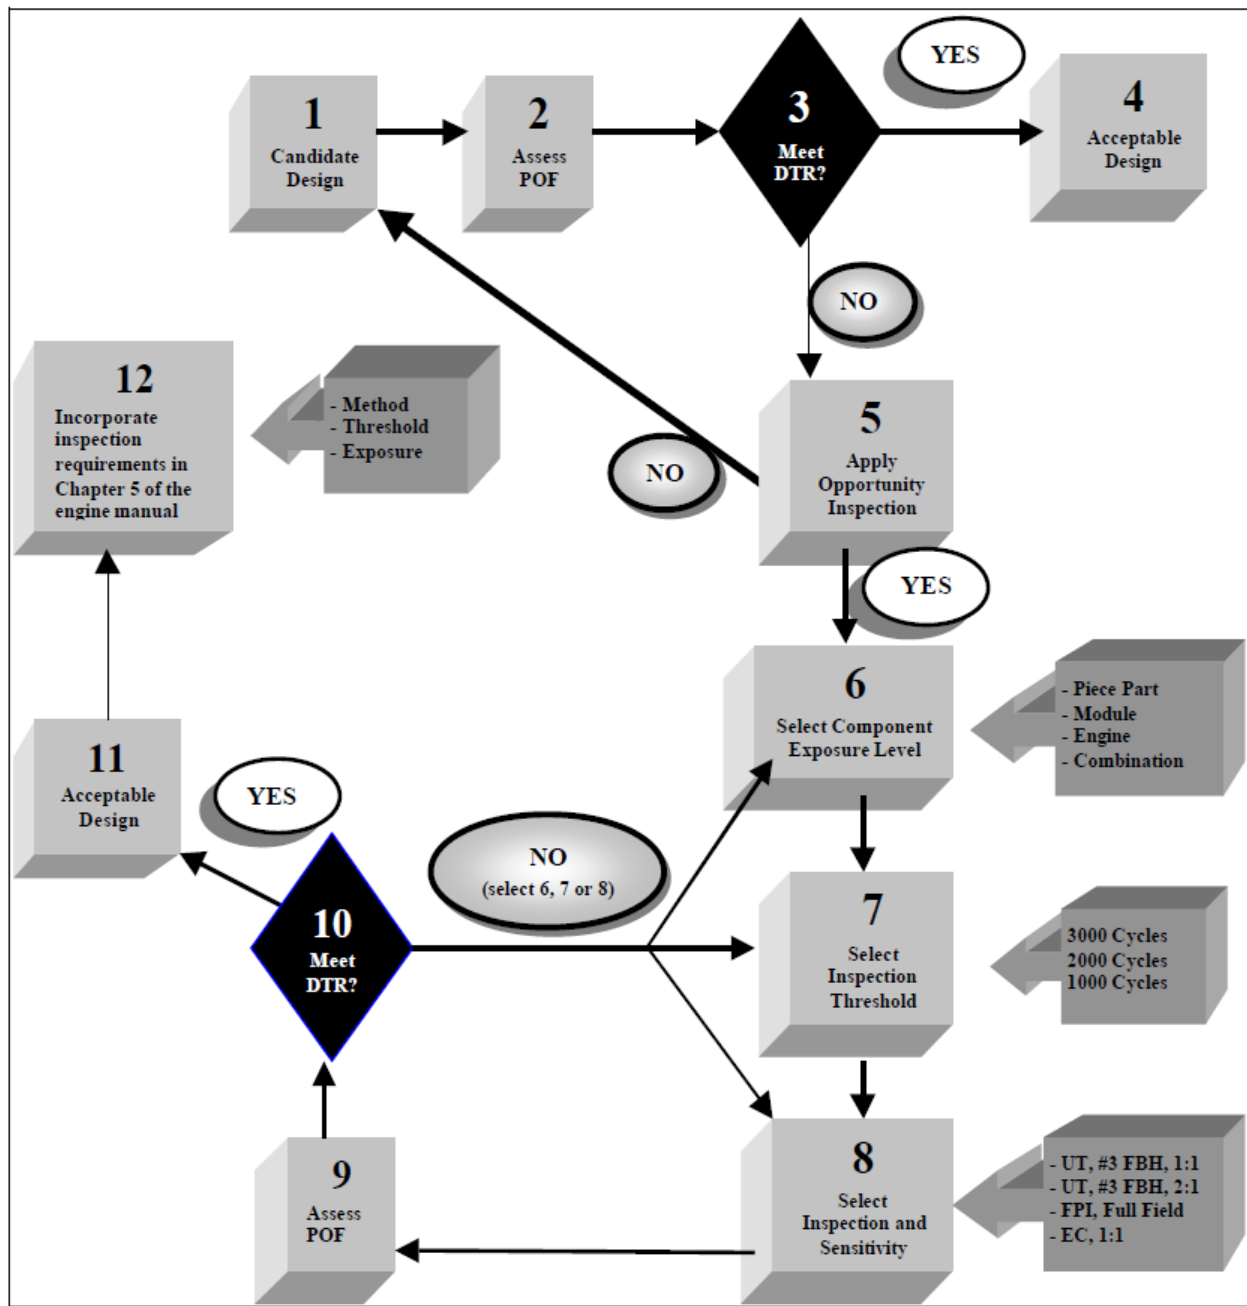 1
Candidate
Design
2
Assess
POF
3
Meet
DTR?
YES
4
Acceptable
Design
NO
5
Apply
Opportunity
Inspection
NO
YES
12
Incorporate
inspection
requirements in
Chapter 5 of the
engine manual
- Method
- Threshold
- Exposure
6
Select Component
Exposure Level
- Piece Part
- Module
- Engine
- Combination
11
Acceptable
Design
YES
10
Meet
DTR?
NO
(select 6, 7 or 8)
7
Select
Inspection
Threshold
3000 Cycles
2000 Cycles
1000 Cycles
8
Select
Inspection and
Sensitivity
- UT, #3 FBH, 1:1
- UT, #3 FBH, 2:1
- FPI, Full Field
- EC, 1:1
9
Assess
POF